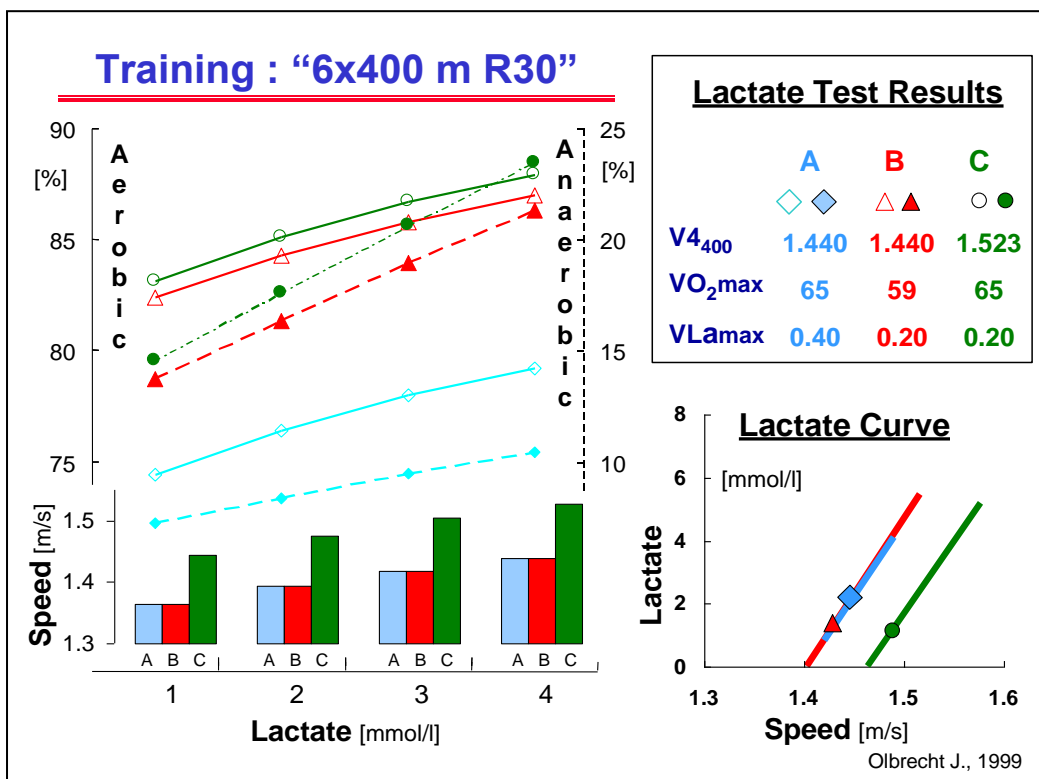 Training : “6x400 m R30”
90
[%]
85
80
75
Aerobic
25
[%]
20
15
10
Anaerobic
Speed [m/s]
1.5
1.4
1.3
A B C A B C A B C A B C
1 2 3 4
Lactate [mmol/l]
Lactate Test Results
A B C
V4400 1.440 1.440 1.523
VO2max 65 59 65
VLamax 0.40 0.20 0.20
Lactate Curve
[mmol/l]
Lactate
8
6
4
2
0
1.3 1.4 1.5 1.6
Speed [m/s]
Olbrecht J., 1999